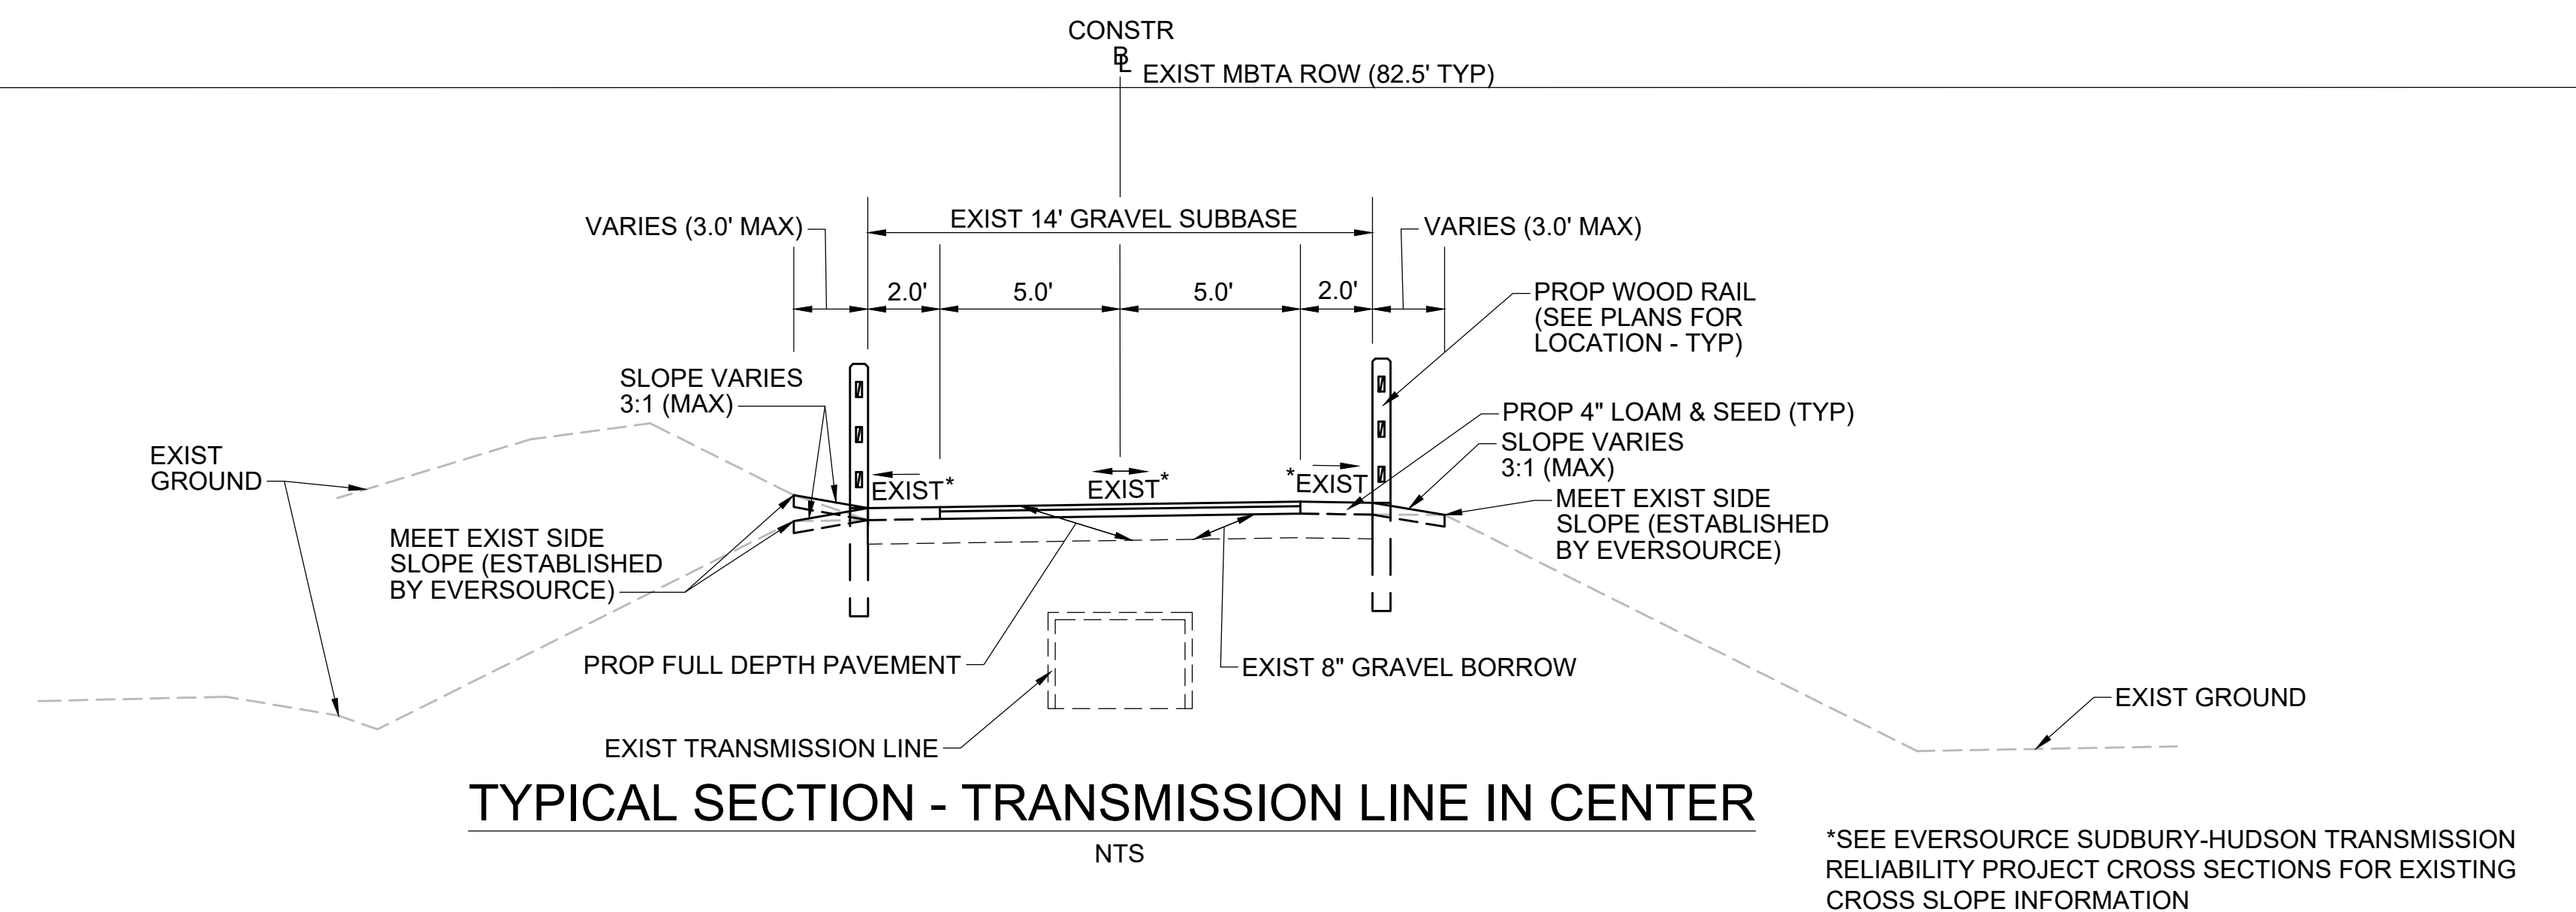 CONSTR
BL
EXIST MBTA ROW (82.5' TYP)
EXIST 14' GRAVEL SUBBASE
VARIES (3.0' MAX)
VARIES (3.0' MAX)
2.0'
5.0'
5.0'
2.0'
PROP WOOD RAIL
(SEE PLANS FOR
LOCATION - TYP)
SLOPE VARIES
3:1 (MAX)
PROP 4" LOAM & SEED (TYP)
SLOPE VARIES
3:1 (MAX)
EXIST
GROUND
EXIST*
EXIST*
*EXIST
MEET EXIST SIDE
SLOPE (ESTABLISHED
BY EVERSOURCE)
MEET EXIST SIDE
SLOPE (ESTABLISHED
BY EVERSOURCE)
PROP FULL DEPTH PAVEMENT
EXIST 8" GRAVEL BORROW
EXIST GROUND
EXIST TRANSMISSION LINE
TYPICAL SECTION - TRANSMISSION LINE IN CENTER
NTS
*SEE EVERSOURCE SUDBURY-HUDSON TRANSMISSION
RELIABILITY PROJECT CROSS SECTIONS FOR EXISTING
CROSS SLOPE INFORMATION